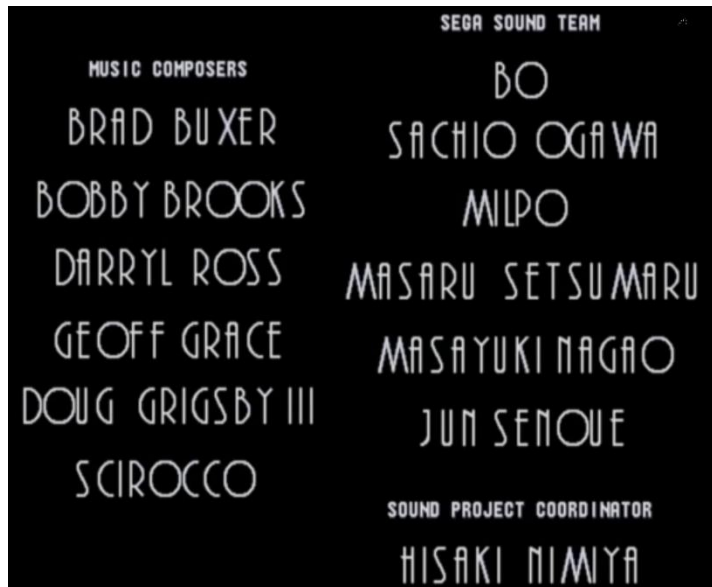 MUSIC COMPOSERS
BRAD BUXER
BOBBY BROOKS
DARRYL ROSS
GEOFF GRACE
DOUG GRIGSBY III
SCIROCCO
SEGA SOUND TEAM
BO
SACHIO OGAWA
MILPO
MASARU SETSUMARU
MASAYUKI NAGAO
JUN SENOUE
SOUND PROJECT COORDINATOR
HISAKI NIMIYA